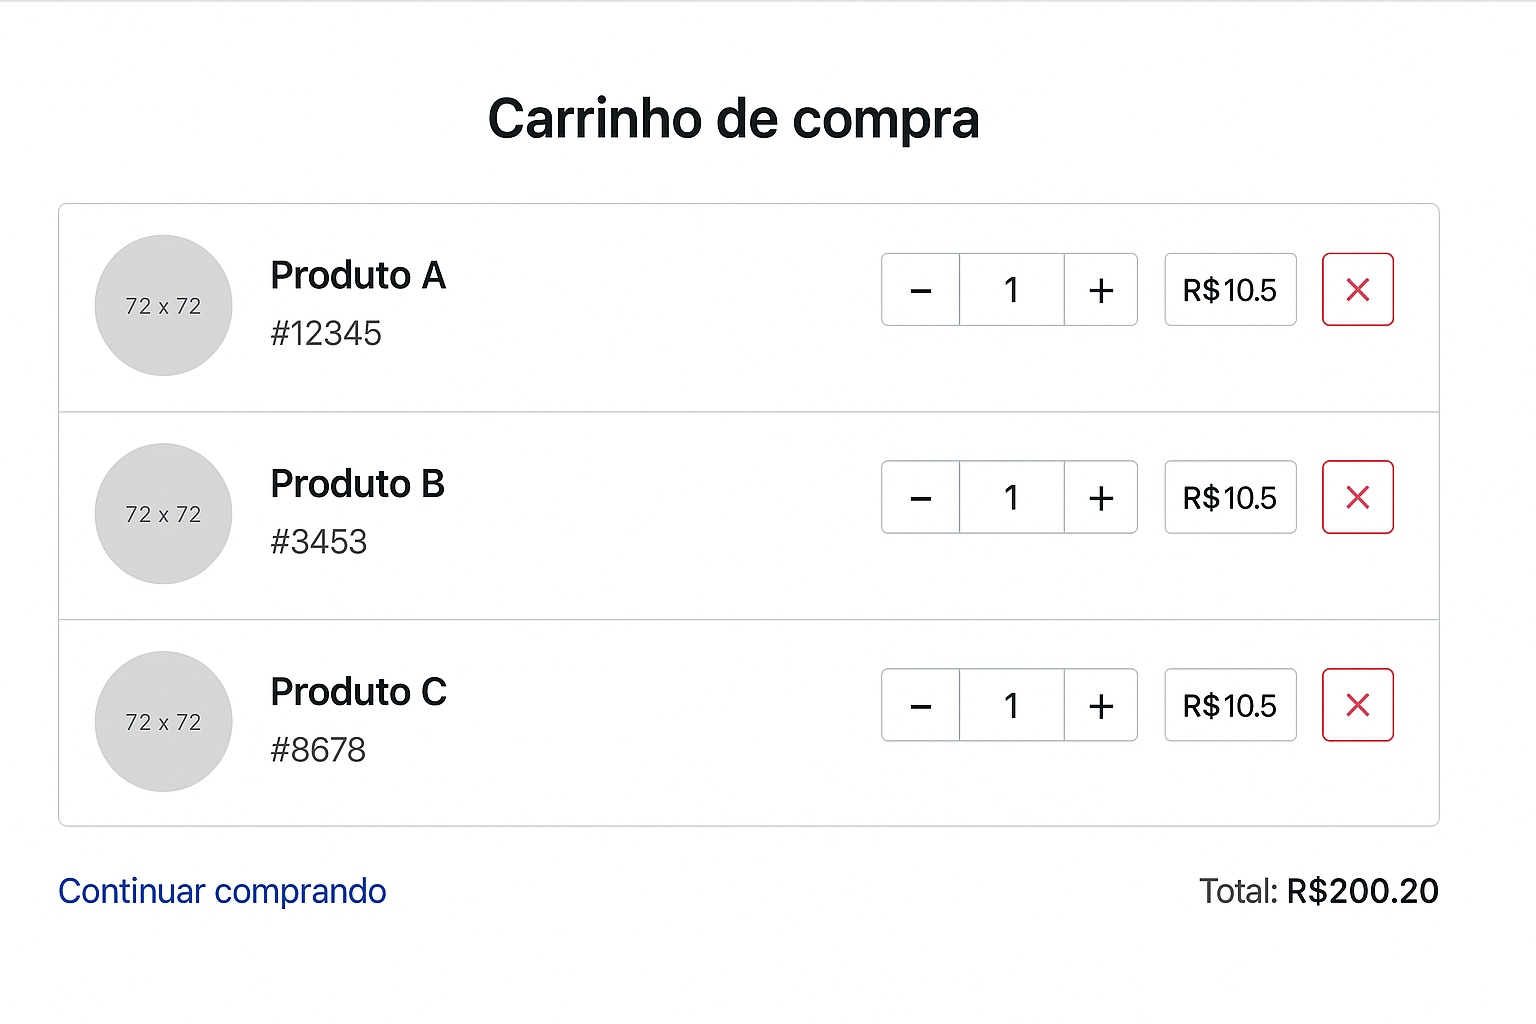 Carrinho de compra
72 x 72
Produto A
#12345
− 1 + R$10.5 ×
72 x 72
Produto B
#3453
− 1 + R$10.5 ×
72 x 72
Produto C
#8678
− 1 + R$10.5 ×
Continuar comprando
Total: R$200.20